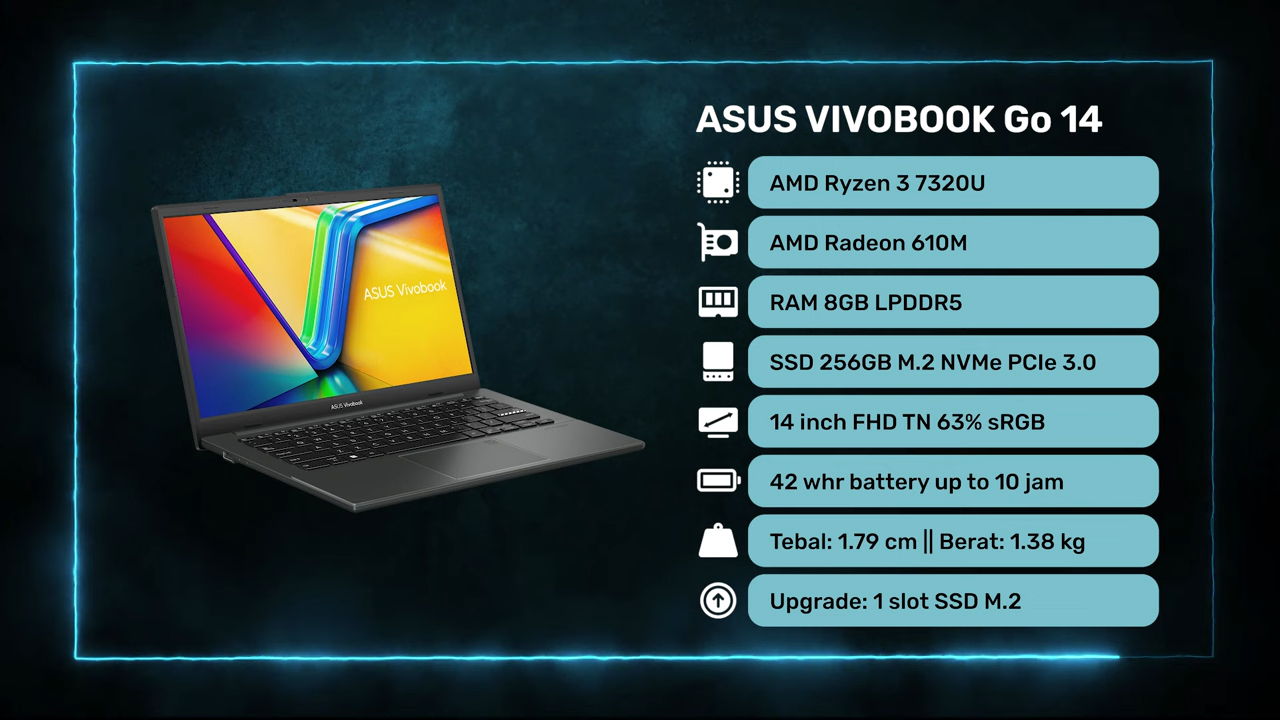 ASUS VIVOBOOK Go 14
AMD Ryzen 3 7320U
AMD Radeon 610M
RAM 8GB LPDDR5
SSD 256GB M.2 NVMe PCIe 3.0
14 inch FHD TN 63% sRGB
42 whr battery up to 10 jam
Tebal: 1.79 cm || Berat: 1.38 kg
Upgrade: 1 slot SSD M.2
ASUS Vivobook
ASUS Vivobook